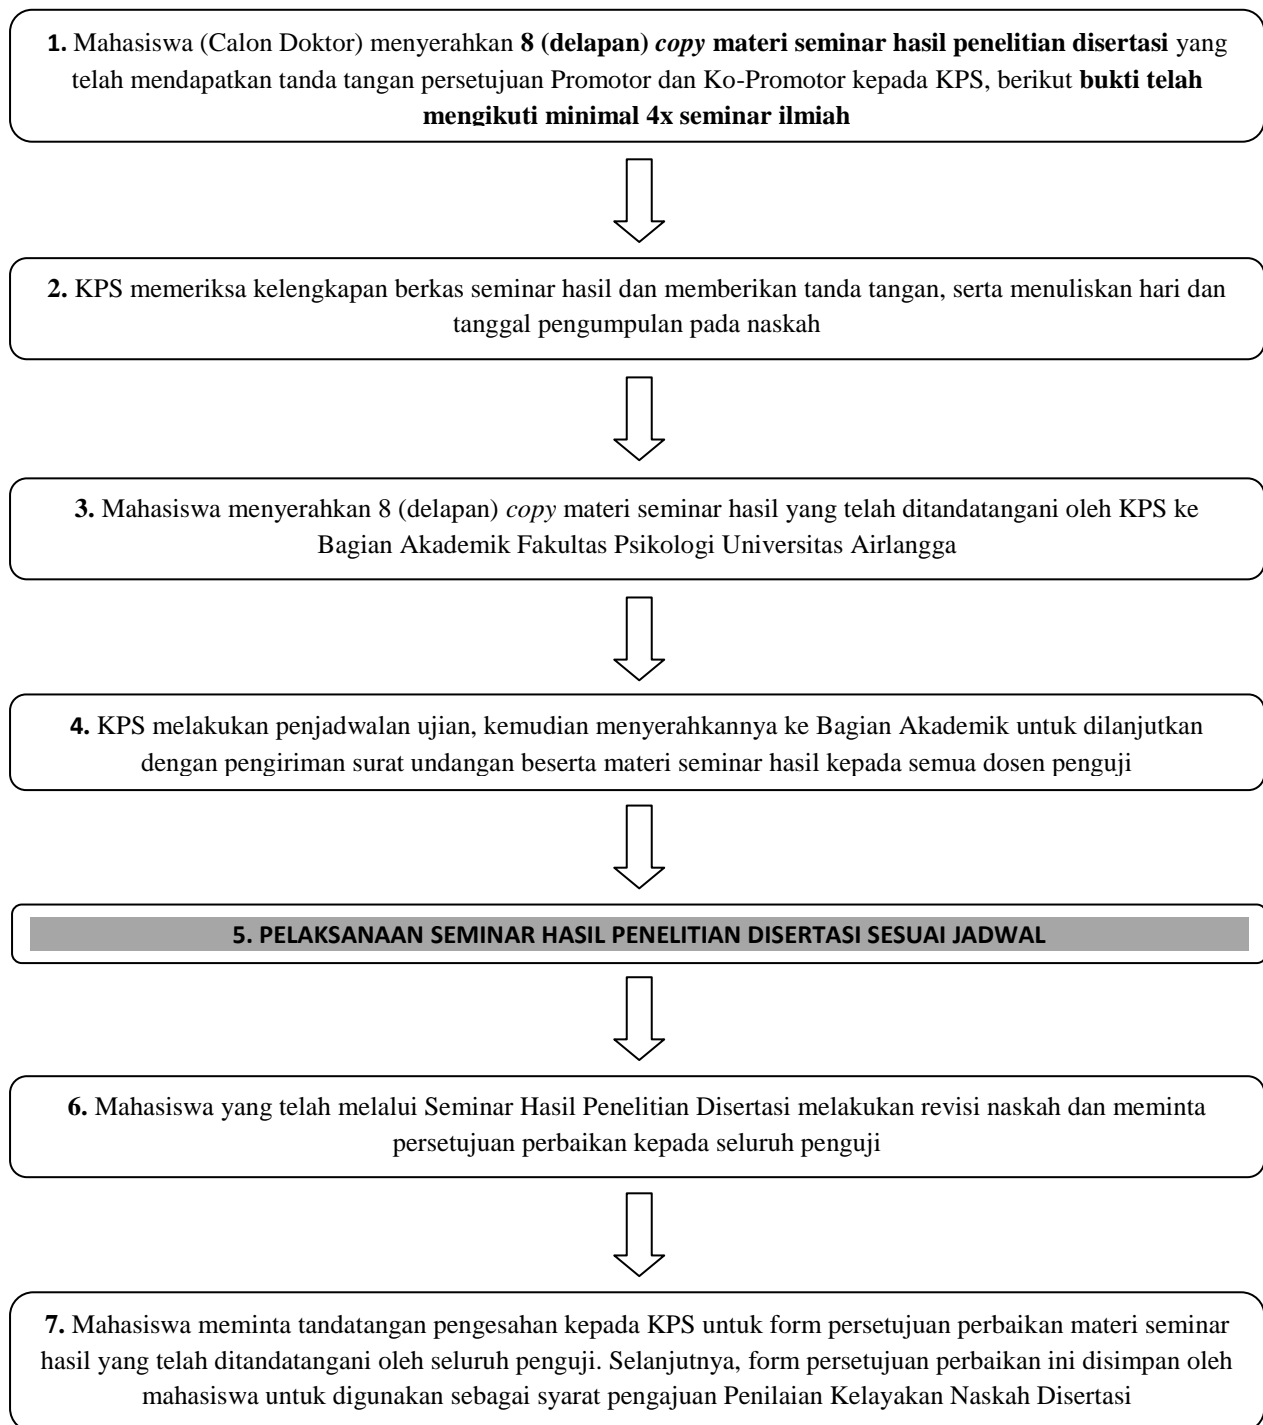 1. Mahasiswa (Calon Doktor) menyerahkan 8 (delapan) copy materi seminar hasil penelitian disertasi yang
telah mendapatkan tanda tangan persetujuan Promotor dan Ko-Promotor kepada KPS, berikut bukti telah
mengikuti minimal 4x seminar ilmiah
2. KPS memeriksa kelengkapan berkas seminar hasil dan memberikan tanda tangan, serta menuliskan hari dan
tanggal pengumpulan pada naskah
3. Mahasiswa menyerahkan 8 (delapan) copy materi seminar hasil yang telah ditandatangani oleh KPS ke
Bagian Akademik Fakultas Psikologi Universitas Airlangga
4. KPS melakukan penjadwalan ujian, kemudian menyerahkannya ke Bagian Akademik untuk dilanjutkan
dengan pengiriman surat undangan beserta materi seminar hasil kepada semua dosen penguji
5. PELAKSANAAN SEMINAR HASIL PENELITIAN DISERTASI SESUAI JADWAL
6. Mahasiswa yang telah melalui Seminar Hasil Penelitian Disertasi melakukan revisi naskah dan meminta
persetujuan perbaikan kepada seluruh penguji
7. Mahasiswa meminta tandatangan pengesahan kepada KPS untuk form persetujuan perbaikan materi seminar
hasil yang telah ditandatangani oleh seluruh penguji. Selanjutnya, form persetujuan perbaikan ini disimpan oleh
mahasiswa untuk digunakan sebagai syarat pengajuan Penilaian Kelayakan Naskah Disertasi